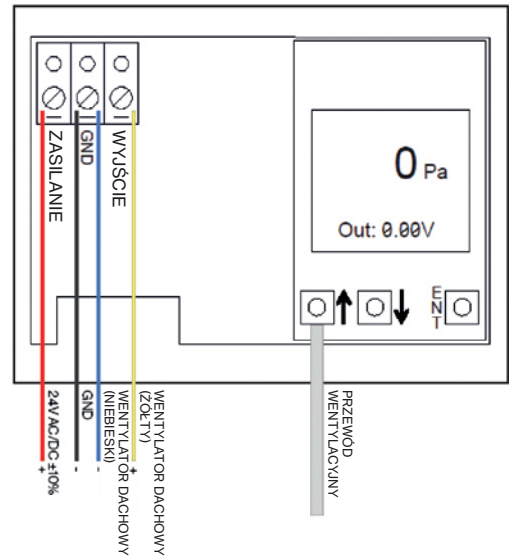 ZASILANIE
GND
WYJŚCIE
0 Pa
Out: 0.00V
ENT
24V AC/DC ±10%
+
GND
-
WENTYLATOR DACHOWY
(NIEBIESKI)
-
WENTYLATOR DACHOWY
(ŻÓŁTY)
+
PRZEWÓD
WENTYLACYJNY